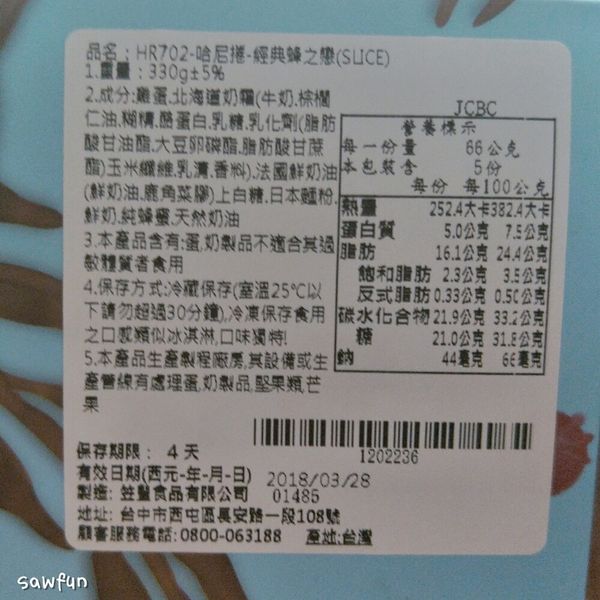 品名：HR702-哈尼捲-經典蜂之戀(SLICE)
1.重量：330g±5%
2.成分:雞蛋.北海道奶霜(牛奶.棕櫚
仁油.糊精.酪蛋白.乳糖.乳化劑(脂肪
酸甘油酯.大豆卵磷酯.脂肪酸甘蔗
酯)玉米纖維.乳清.香料).法國鮮奶油
(鮮奶油.鹿角菜膠)上白糖.日本麵粉.
鮮奶.純蜂蜜.天然奶油
3.本產品含有:蛋.奶製品不適合其過
敏體質者食用
4.保存方式:冷藏保存(室溫25℃以
下請勿超過30分鐘).冷凍保存食用
之口感類似冰淇淋,口味獨特!
5.本產品生產製程廠房,其設備或生
產管線有處理蛋,奶製品,堅果類,芒
果
JCBC
營養標示
每一份量 66公克
本包裝含 5份
每份 每100公克
熱量 252.4大卡 382.4大卡
蛋白質 5.0公克 7.5公克
脂肪 16.1公克 24.4公克
飽和脂肪 2.3公克 3.5公克
反式脂肪 0.33公克 0.50公克
碳水化合物 21.9公克 33.2公克
糖 21.0公克 31.8公克
鈉 44毫克 66毫克
1202236
保存期限： 4 天
有效日期(西元-年-月-日) 2018/03/28
製造: 笠豐食品有限公司 01485
地址: 台中市西屯區長安路一段108號
顧客服務電話:0800-063188 產地:台灣
sawfun